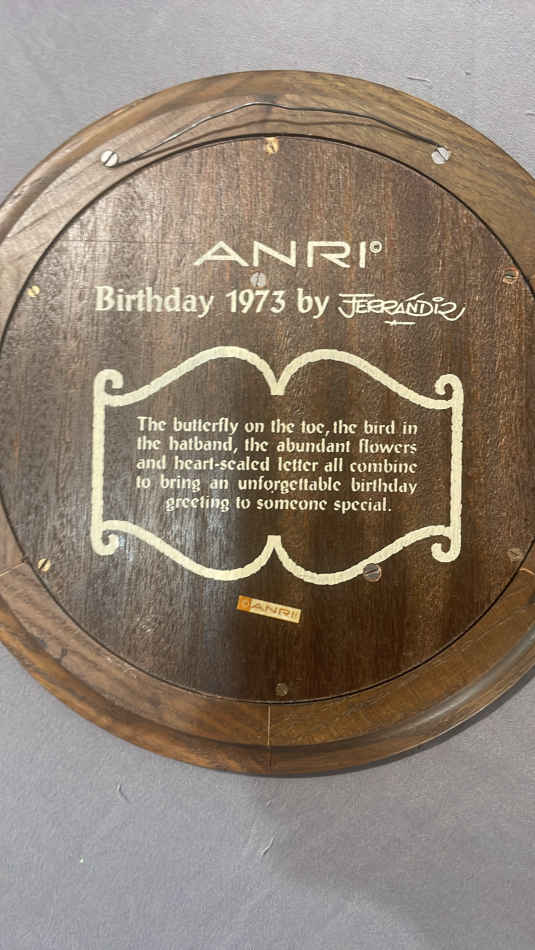 ANRI©
Birthday 1973 by FERRÁNDIZ
The butterfly on the toe, the bird in
the hatband, the abundant flowers
and heart-sealed letter all combine
to bring an unforgettable birthday
greeting to someone special.
ANRI